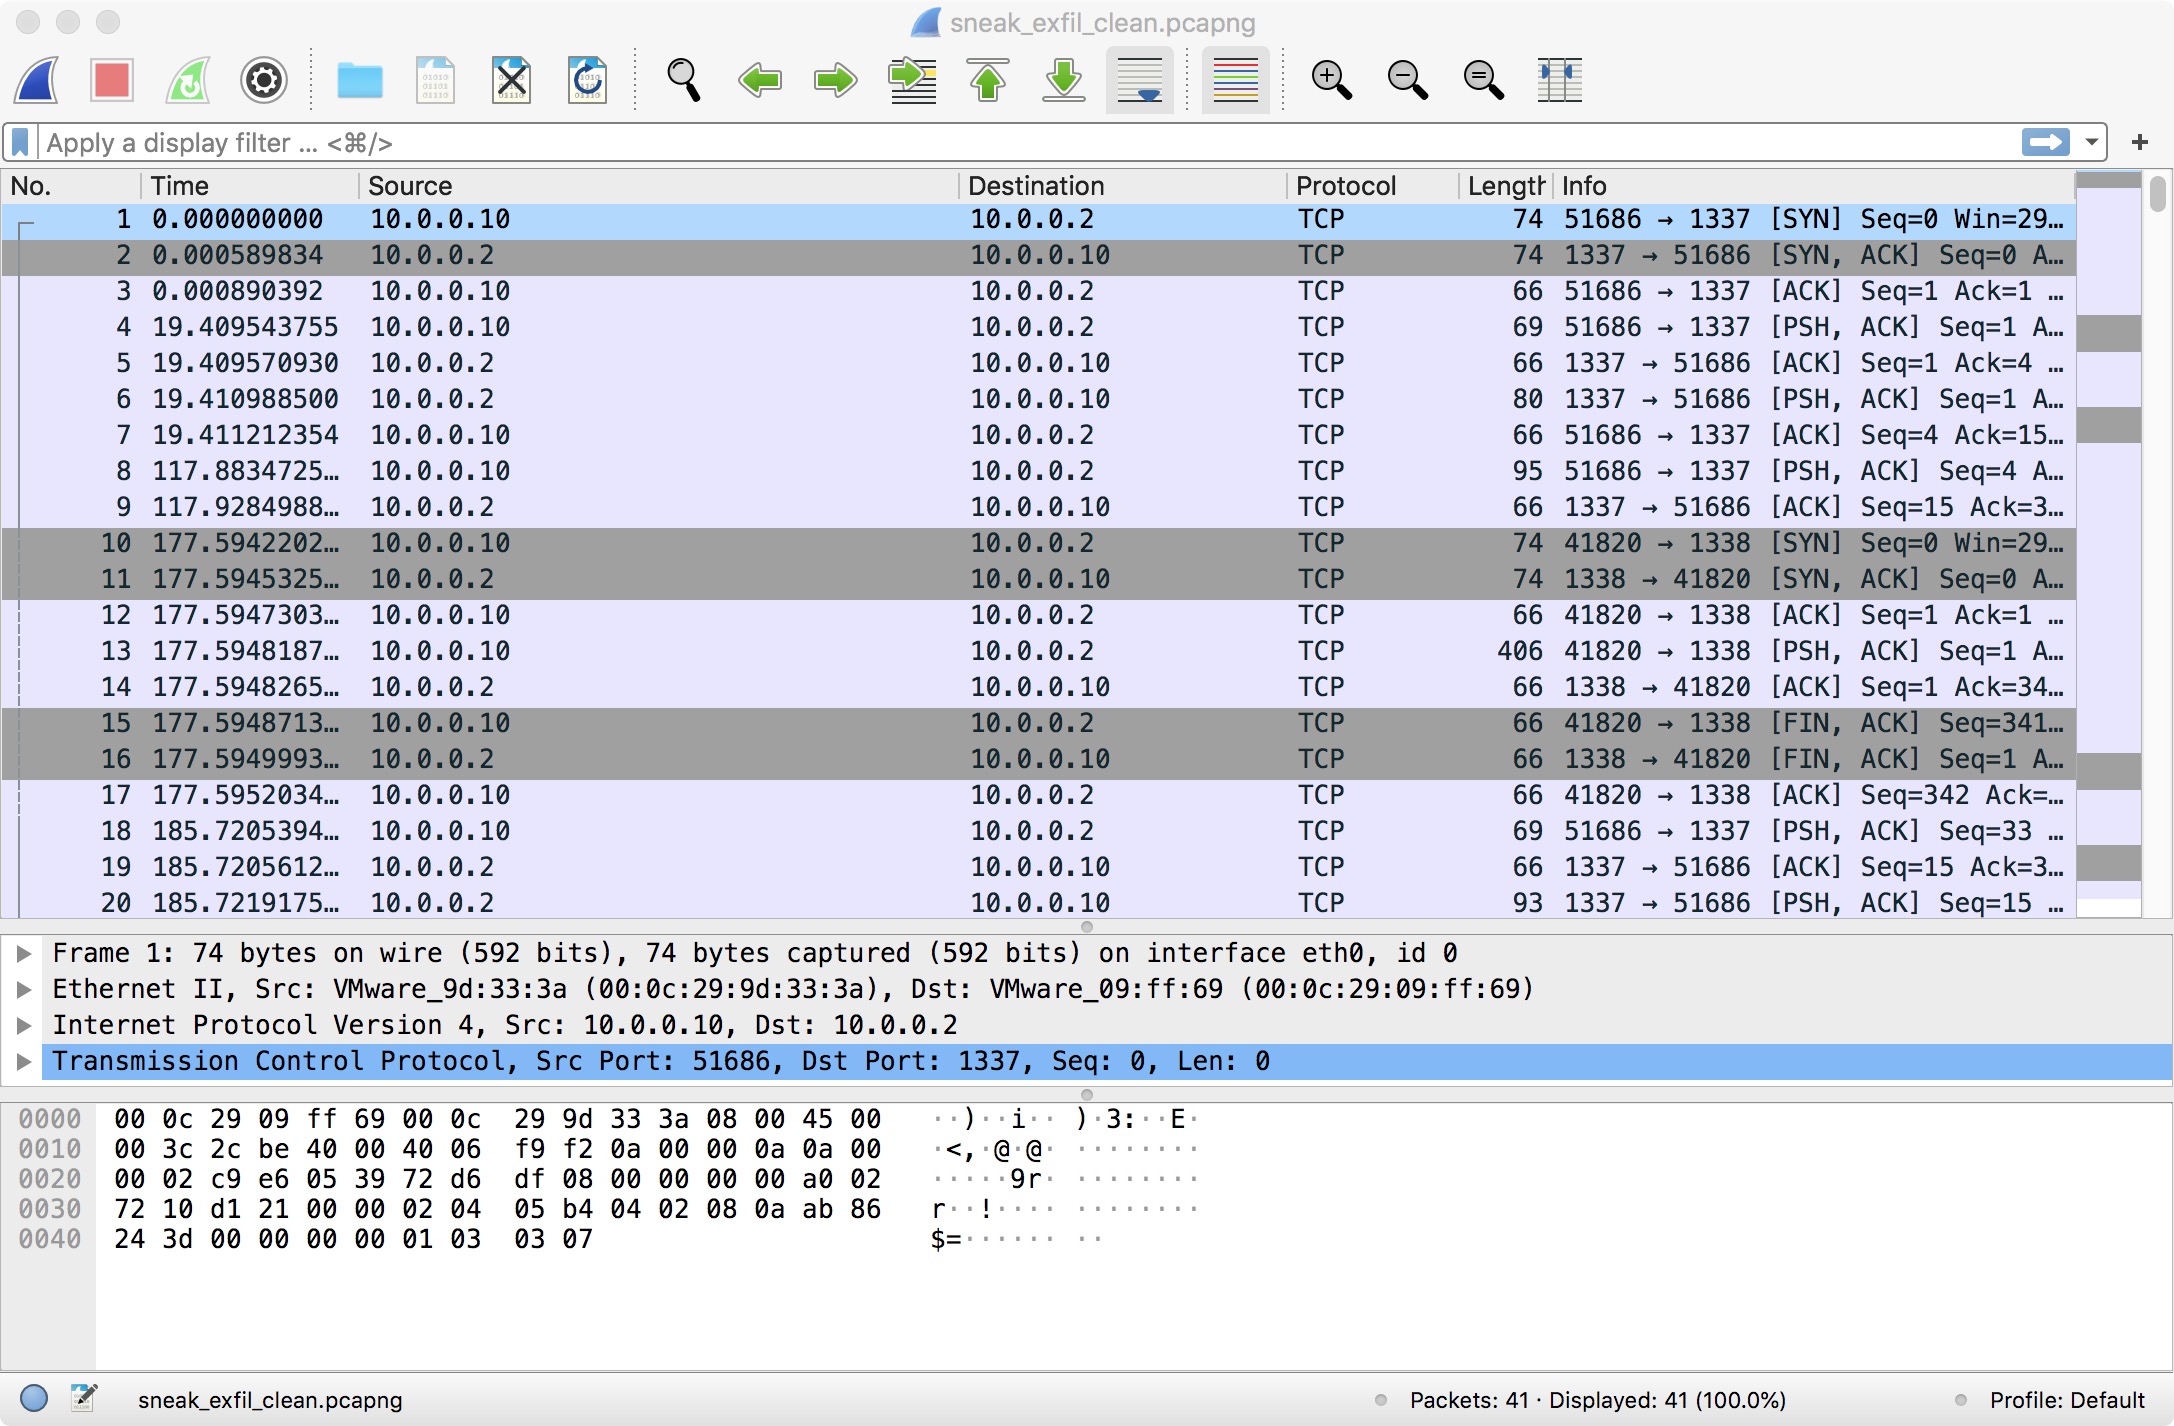 sneak_exfil_clean.pcapng
Apply a display filter ... <⌘/>
No. Time Source Destination Protocol Length Info
1 0.000000000 10.0.0.10 10.0.0.2 TCP 74 51686 → 1337 [SYN] Seq=0 Win=29…
2 0.000589834 10.0.0.2 10.0.0.10 TCP 74 1337 → 51686 [SYN, ACK] Seq=0 A…
3 0.000890392 10.0.0.10 10.0.0.2 TCP 66 51686 → 1337 [ACK] Seq=1 Ack=1 …
4 19.409543755 10.0.0.10 10.0.0.2 TCP 69 51686 → 1337 [PSH, ACK] Seq=1 A…
5 19.409570930 10.0.0.2 10.0.0.10 TCP 66 1337 → 51686 [ACK] Seq=1 Ack=4 …
6 19.410988500 10.0.0.2 10.0.0.10 TCP 80 1337 → 51686 [PSH, ACK] Seq=1 A…
7 19.411212354 10.0.0.10 10.0.0.2 TCP 66 51686 → 1337 [ACK] Seq=4 Ack=15…
8 117.8834725… 10.0.0.10 10.0.0.2 TCP 95 51686 → 1337 [PSH, ACK] Seq=4 A…
9 117.9284988… 10.0.0.2 10.0.0.10 TCP 66 1337 → 51686 [ACK] Seq=15 Ack=3…
10 177.5942202… 10.0.0.10 10.0.0.2 TCP 74 41820 → 1338 [SYN] Seq=0 Win=29…
11 177.5945325… 10.0.0.2 10.0.0.10 TCP 74 1338 → 41820 [SYN, ACK] Seq=0 A…
12 177.5947303… 10.0.0.10 10.0.0.2 TCP 66 41820 → 1338 [ACK] Seq=1 Ack=1 …
13 177.5948187… 10.0.0.10 10.0.0.2 TCP 406 41820 → 1338 [PSH, ACK] Seq=1 A…
14 177.5948265… 10.0.0.2 10.0.0.10 TCP 66 1338 → 41820 [ACK] Seq=1 Ack=34…
15 177.5948713… 10.0.0.10 10.0.0.2 TCP 66 41820 → 1338 [FIN, ACK] Seq=341…
16 177.5949993… 10.0.0.2 10.0.0.10 TCP 66 1338 → 41820 [FIN, ACK] Seq=1 A…
17 177.5952034… 10.0.0.10 10.0.0.2 TCP 66 41820 → 1338 [ACK] Seq=342 Ack=…
18 185.7205394… 10.0.0.10 10.0.0.2 TCP 69 51686 → 1337 [PSH, ACK] Seq=33 …
19 185.7205612… 10.0.0.2 10.0.0.10 TCP 66 1337 → 51686 [ACK] Seq=15 Ack=3…
20 185.7219175… 10.0.0.2 10.0.0.10 TCP 93 1337 → 51686 [PSH, ACK] Seq=15 …
Frame 1: 74 bytes on wire (592 bits), 74 bytes captured (592 bits) on interface eth0, id 0
Ethernet II, Src: VMware_9d:33:3a (00:0c:29:9d:33:3a), Dst: VMware_09:ff:69 (00:0c:29:09:ff:69)
Internet Protocol Version 4, Src: 10.0.0.10, Dst: 10.0.0.2
Transmission Control Protocol, Src Port: 51686, Dst Port: 1337, Seq: 0, Len: 0
0000 00 0c 29 09 ff 69 00 0c 29 9d 33 3a 08 00 45 00 ··)··i·· )·3:··E·
0010 00 3c 2c be 40 00 40 06 f9 f2 0a 00 00 0a 0a 00 ·<,·@·@· ········
0020 00 02 c9 e6 05 39 72 d6 df 08 00 00 00 00 a0 02 ·····9r· ········
0030 72 10 d1 21 00 00 02 04 05 b4 04 02 08 0a ab 86 r··!···· ········
0040 24 3d 00 00 00 00 01 03 03 07 $=······ ··
sneak_exfil_clean.pcapng Packets: 41 · Displayed: 41 (100.0%) Profile: Default